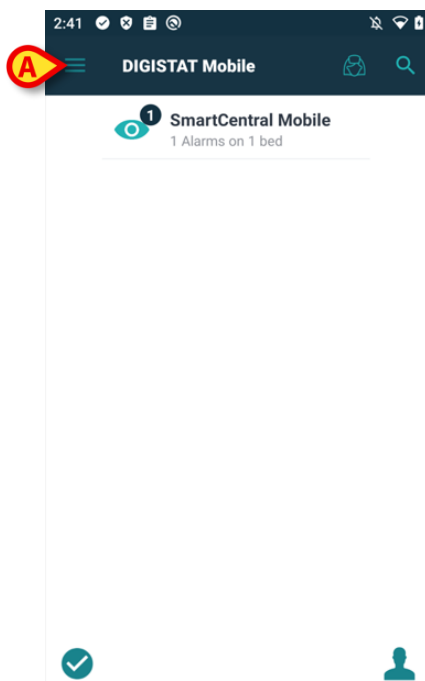 2:41
A
DIGISTAT Mobile
1
SmartCentral Mobile
1 Alarms on 1 bed